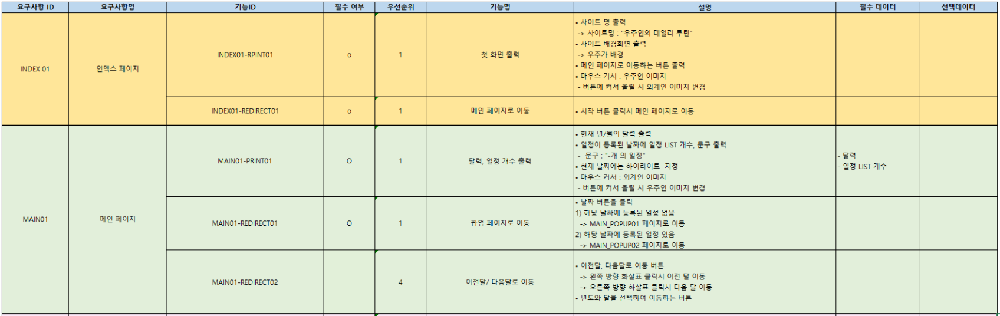 요구사항 ID 요구사항명 기능ID 필수 여부 우선순위 기능명 설명 필수 데이터 선택데이터
INDEX 01
인덱스 페이지
INDEX01-RPINT01
o
1
첫 화면 출력
▪ 사이트 명 출력
-> 사이트명 : "우주인의 데일리 루틴"
▪ 사이트 배경화면 출력
-> 우주가 배경
▪ 메인 페이지로 이동하는 버튼 출력
▪ 마우스 커서 : 우주인 이미지
- 버튼에 커서 올릴 시 외계인 이미지 변경
INDEX01-REDIRECT01
o
1
메인 페이지로 이동
▪ 시작 버튼 클릭시 메인 페이지로 이동
MAIN01
메인 페이지
MAIN01-PRINT01
O
1
달력, 일정 개수 출력
▪ 현재 년/월의 달력 출력
▪ 일정이 등록된 날짜에 일정 LIST 개수, 문구 출력
- 문구 : "-개 의 일정"
▪ 현재 날짜에는 하이라이트 지정
▪ 마우스 커서 : 외계인 이미지
- 버튼에 커서 올릴 시 우주인 이미지 변경
- 달력
- 일정 LIST 개수
MAIN01-REDIRECT01
O
1
팝업 페이지로 이동
▪ 날짜 버튼을 클릭
1) 해당 날짜에 등록된 일정 없음
-> MAIN_POPUP01 페이지로 이동
2) 해당 날짜에 등록된 일정 있음
-> MAIN_POPUP02 페이지로 이동
MAIN01-REDIRECT02
4
이전달/ 다음달로 이동
▪ 이전달, 다음달로 이동 버튼
-> 왼쪽 방향 화살표 클릭시 이전 달 이동
-> 오른쪽 방향 화살표 클릭시 다음 달 이동
▪ 년도와 달을 선택하여 이동하는 버튼